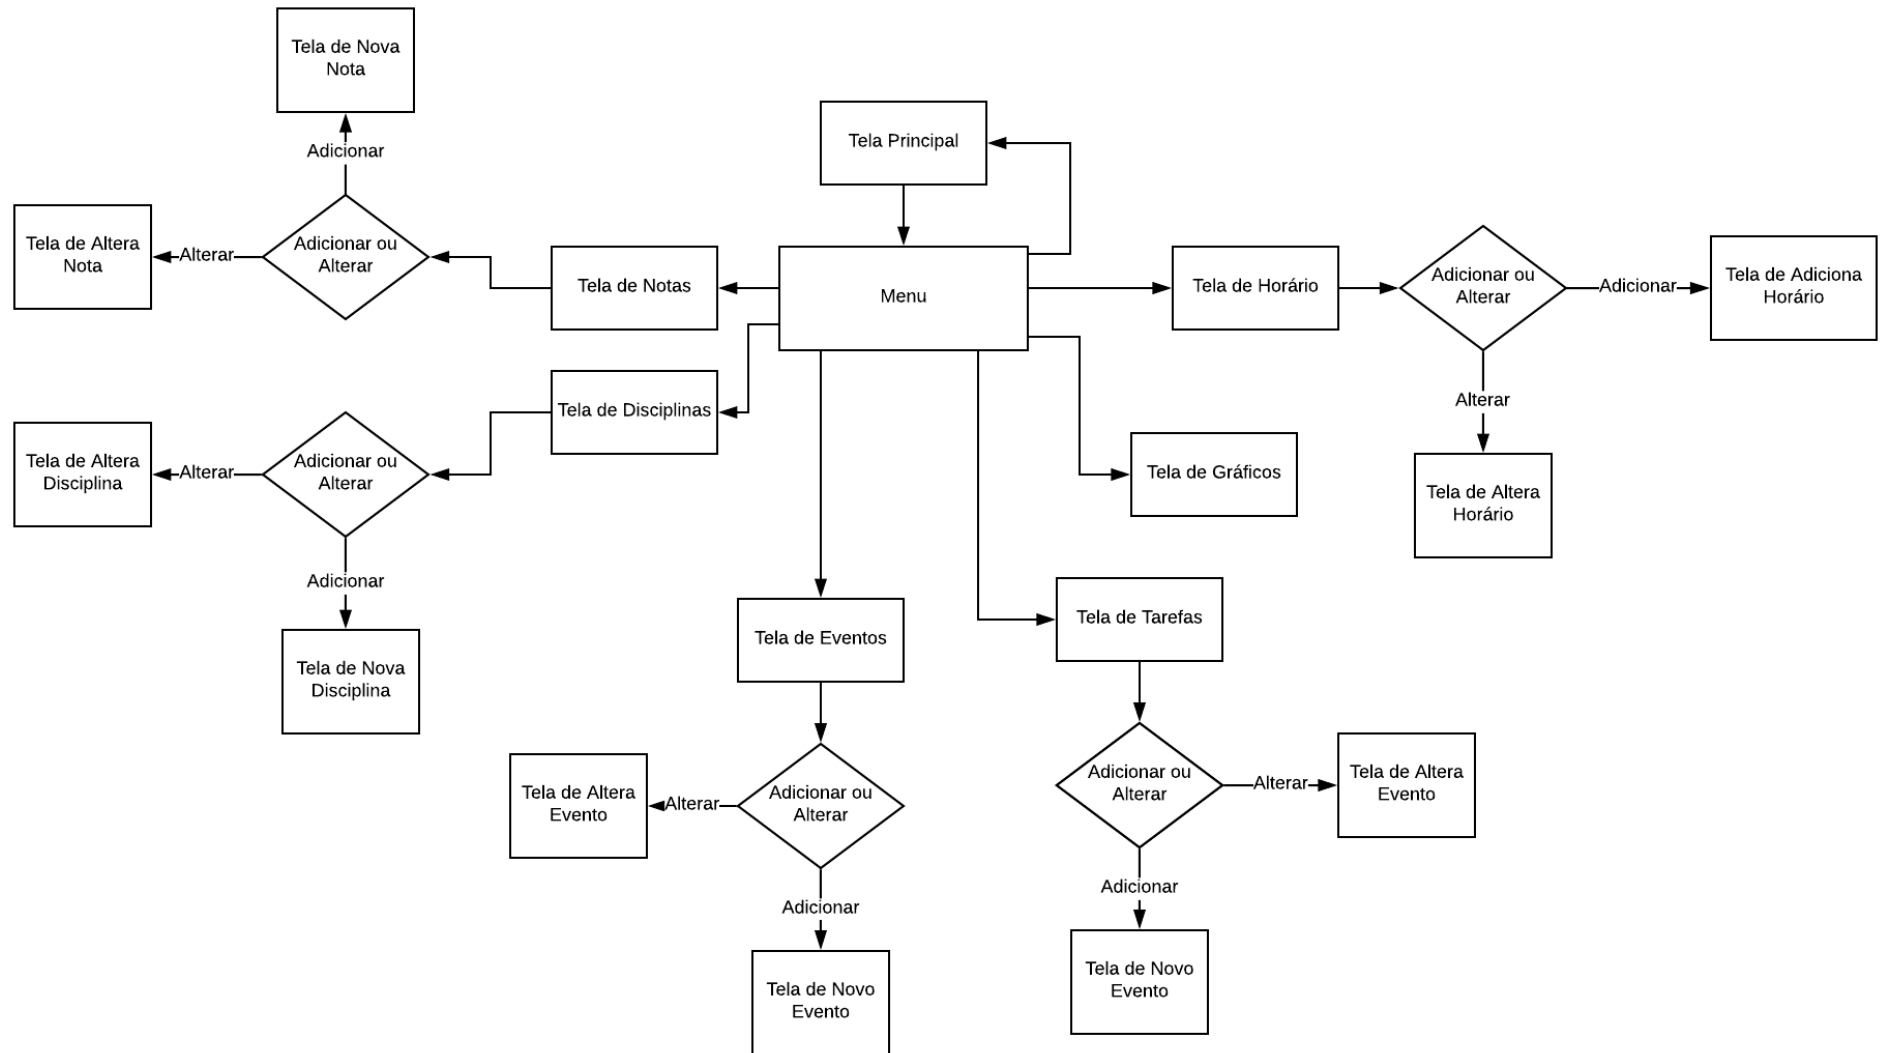 Tela de Nova
Nota
Adicionar
Tela Principal
Tela de Altera
Nota
Alterar
Adicionar ou
Alterar
Tela de Notas
Menu
Tela de Horário
Adicionar ou
Alterar
Adicionar
Tela de Adiciona
Horário
Alterar
Tela de Altera
Horário
Tela de Disciplinas
Tela de Altera
Disciplina
Alterar
Adicionar ou
Alterar
Adicionar
Tela de Nova
Disciplina
Tela de Gráficos
Tela de Eventos
Tela de Tarefas
Tela de Altera
Evento
Alterar
Adicionar ou
Alterar
Adicionar
Tela de Novo
Evento
Adicionar ou
Alterar
Alterar
Tela de Altera
Evento
Adicionar
Tela de Novo
Evento